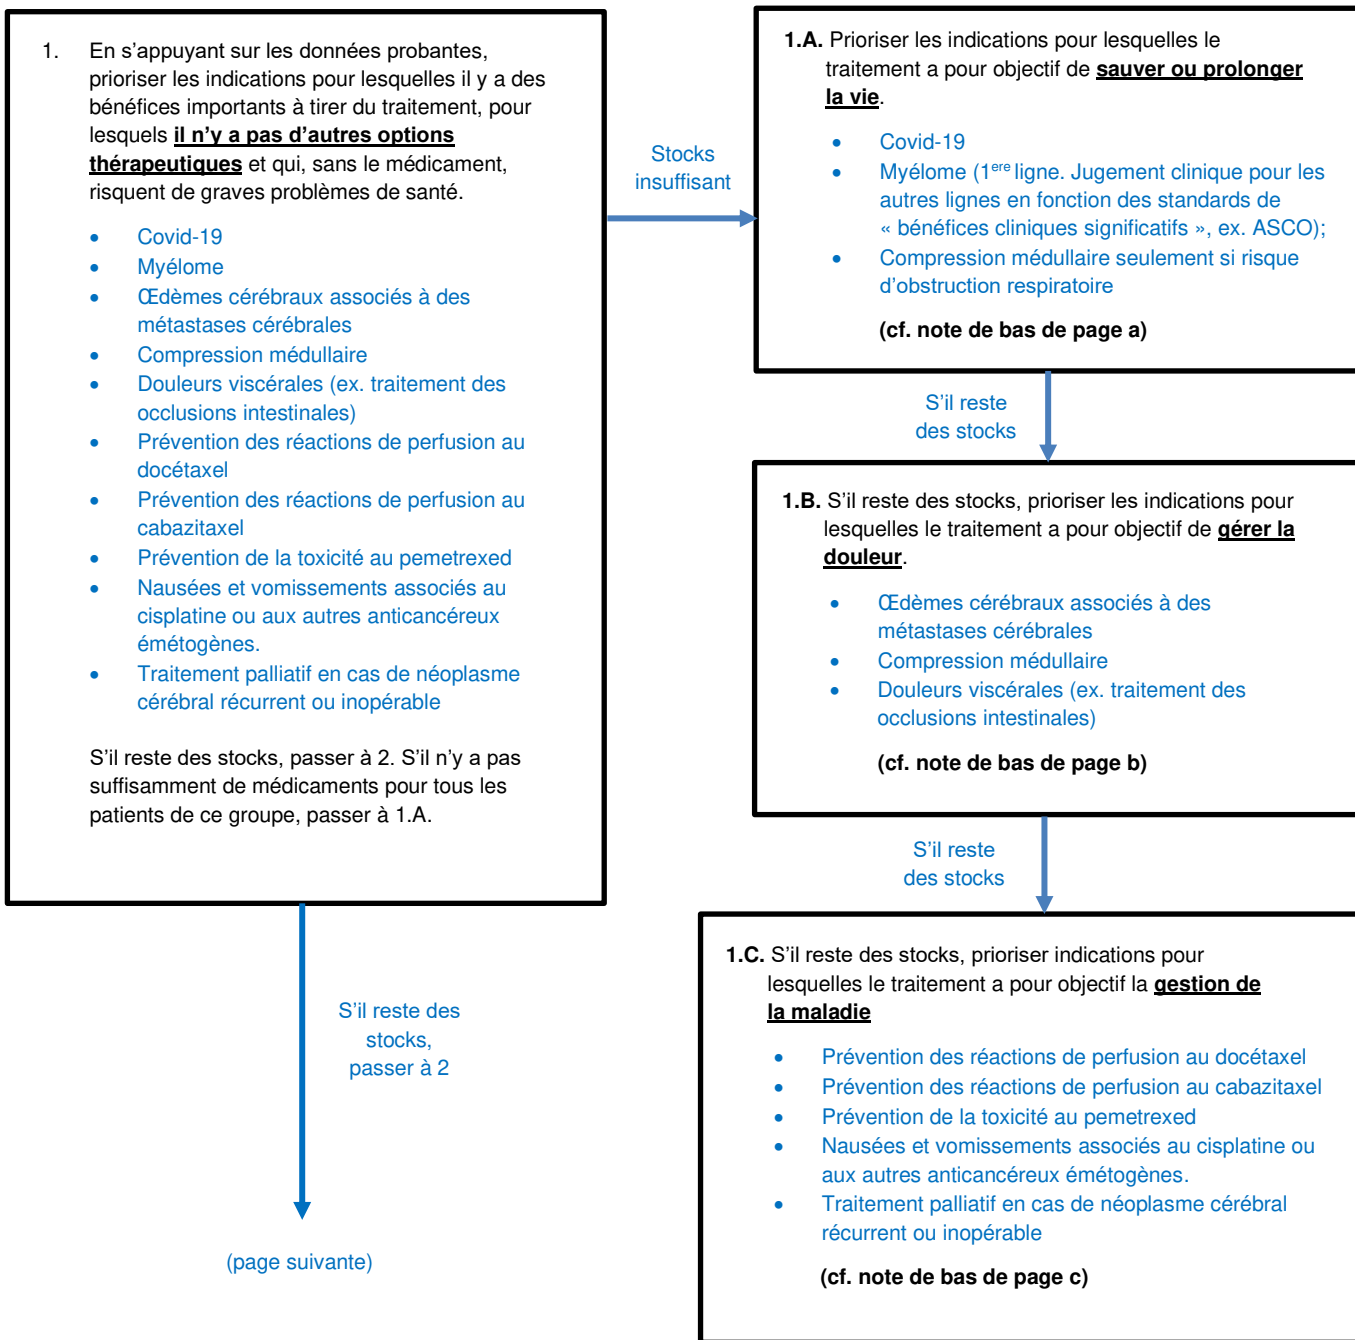 1. En s'appuyant sur les données probantes,
prioriser les indications pour lesquelles il y a des
bénéfices importants à tirer du traitement, pour
lesquels il n'y a pas d'autres options
thérapeutiques et qui, sans le médicament,
risquent de graves problèmes de santé.
• Covid-19
• Myélome
• Œdèmes cérébraux associés à des
métastases cérébrales
• Compression médullaire
• Douleurs viscérales (ex. traitement des
occlusions intestinales)
• Prévention des réactions de perfusion au
docétaxel
• Prévention des réactions de perfusion au
cabazitaxel
• Prévention de la toxicité au pemetrexed
• Nausées et vomissements associés au
cisplatine ou aux autres anticancéreux
émétogènes.
• Traitement palliatif en cas de néoplasme
cérébral récurrent ou inopérable
S'il reste des stocks, passer à 2. S'il n'y a pas
suffisamment de médicaments pour tous les
patients de ce groupe, passer à 1.A.
Stocks
insuffisant
1.A. Prioriser les indications pour lesquelles le
traitement a pour objectif de sauver ou prolonger
la vie.
• Covid-19
• Myélome (1ere ligne. Jugement clinique pour les
autres lignes en fonction des standards de
« bénéfices cliniques significatifs », ex. ASCO);
• Compression médullaire seulement si risque
d'obstruction respiratoire
(cf. note de bas de page a)
S'il reste
des stocks
1.B. S'il reste des stocks, prioriser les indications pour
lesquelles le traitement a pour objectif de gérer la
douleur.
• Œdèmes cérébraux associés à des
métastases cérébrales
• Compression médullaire
• Douleurs viscérales (ex. traitement des
occlusions intestinales)
(cf. note de bas de page b)
S'il reste
des stocks
1.C. S'il reste des stocks, prioriser indications pour
lesquelles le traitement a pour objectif la gestion de
la maladie
• Prévention des réactions de perfusion au docétaxel
• Prévention des réactions de perfusion au cabazitaxel
• Prévention de la toxicité au pemetrexed
• Nausées et vomissements associés au cisplatine ou
aux autres anticancéreux émétogènes.
• Traitement palliatif en cas de néoplasme cérébral
récurrent ou inopérable
(cf. note de bas de page c)
S'il reste des
stocks,
passer à 2
(page suivante)